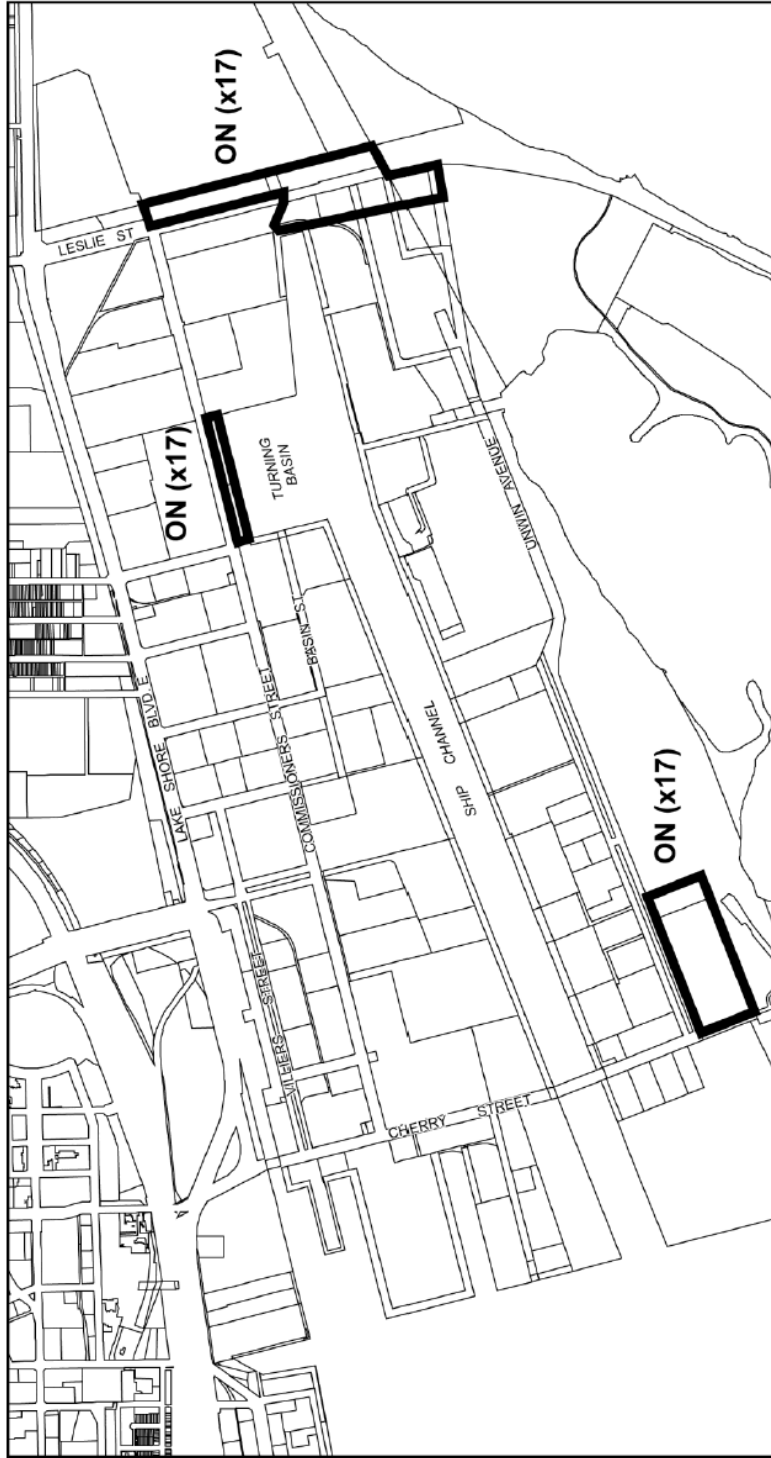 ON (x17)
LESLIE ST
ON (x17)
TURNING
BASIN
UNWIN AVENUE
LAKE SHORE BLVD. E
BASIN ST
COMMISSIONERS STREET
SHIP CHANNEL
ON (x17)
VILLIERS STREET
CHERRY STREET